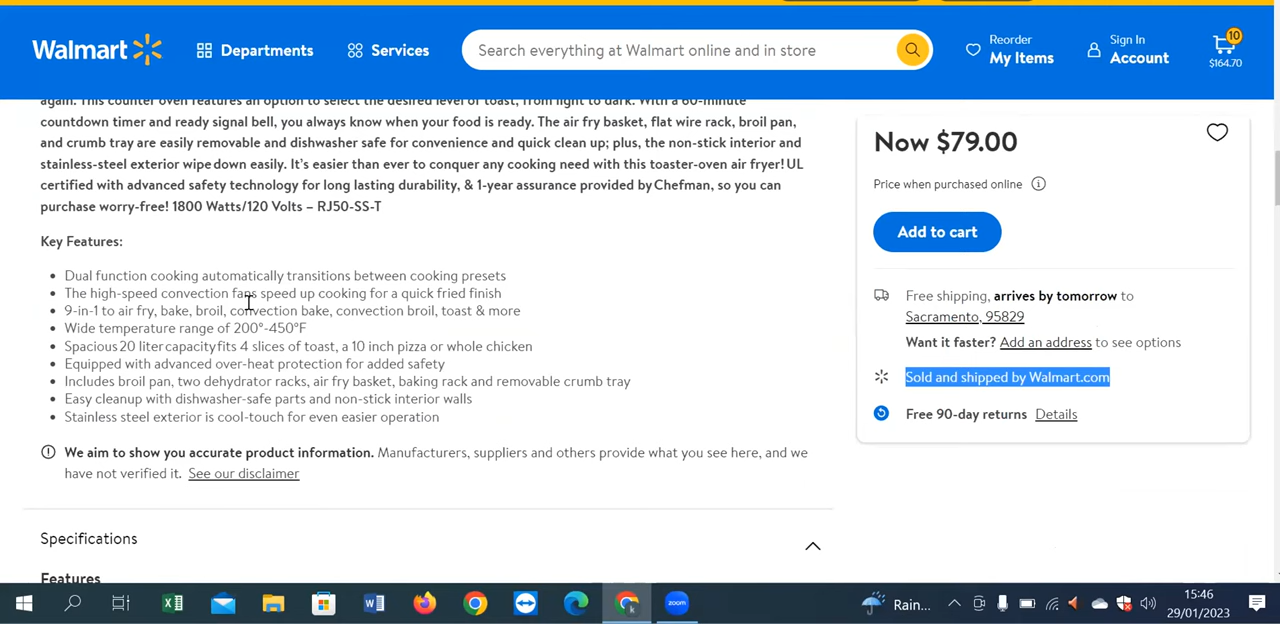 Walmart
Departments
Services
Search everything at Walmart online and in store
Reorder
My Items
Sign In
Account
10
$164.70
again. This counter oven features an option to select the desired level of toast, from light to dark. With a 60-minute
countdown timer and ready signal bell, you always know when your food is ready. The air fry basket, flat wire rack, broil pan,
and crumb tray are easily removable and dishwasher safe for convenience and quick clean up; plus, the non-stick interior and
stainless-steel exterior wipe down easily. It's easier than ever to conquer any cooking need with this toaster-oven air fryer! UL
certified with advanced safety technology for long lasting durability, & 1-year assurance provided by Chefman, so you can
purchase worry-free! 1800 Watts/120 Volts – RJ50-SS-T
Key Features:
Dual function cooking automatically transitions between cooking presets
The high-speed convection fans speed up cooking for a quick fried finish
9-in-1 to air fry, bake, broil, convection bake, convection broil, toast & more
Wide temperature range of 200°-450°F
Spacious 20 liter capacity fits 4 slices of toast, a 10 inch pizza or whole chicken
Equipped with advanced over-heat protection for added safety
Includes broil pan, two dehydrator racks, air fry basket, baking rack and removable crumb tray
Easy cleanup with dishwasher-safe parts and non-stick interior walls
Stainless steel exterior is cool-touch for even easier operation
We aim to show you accurate product information. Manufacturers, suppliers and others provide what you see here, and we
have not verified it. See our disclaimer
Specifications
Features
Now $79.00
Price when purchased online
Add to cart
Free shipping, arrives by tomorrow to
Sacramento, 95829
Want it faster? Add an address to see options
Sold and shipped by Walmart.com
Free 90-day returns Details
zoom
Rain...
15:46
29/01/2023